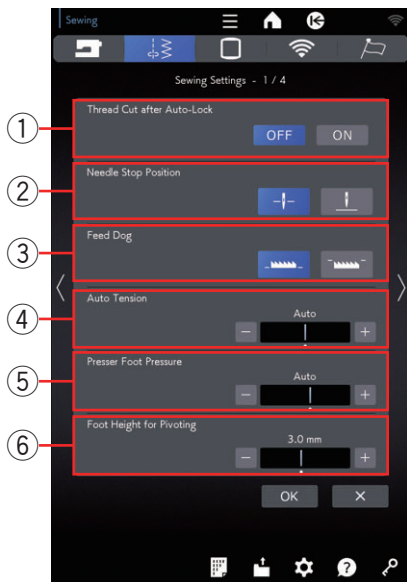 Sewing
Sewing Settings - 1 / 4
1
Thread Cut after Auto-Lock
OFF ON
2
Needle Stop Position
3
Feed Dog
4
Auto Tension
Auto
− +
5
Presser Foot Pressure
Auto
− +
6
Foot Height for Pivoting
3.0 mm
− +
OK ×
?